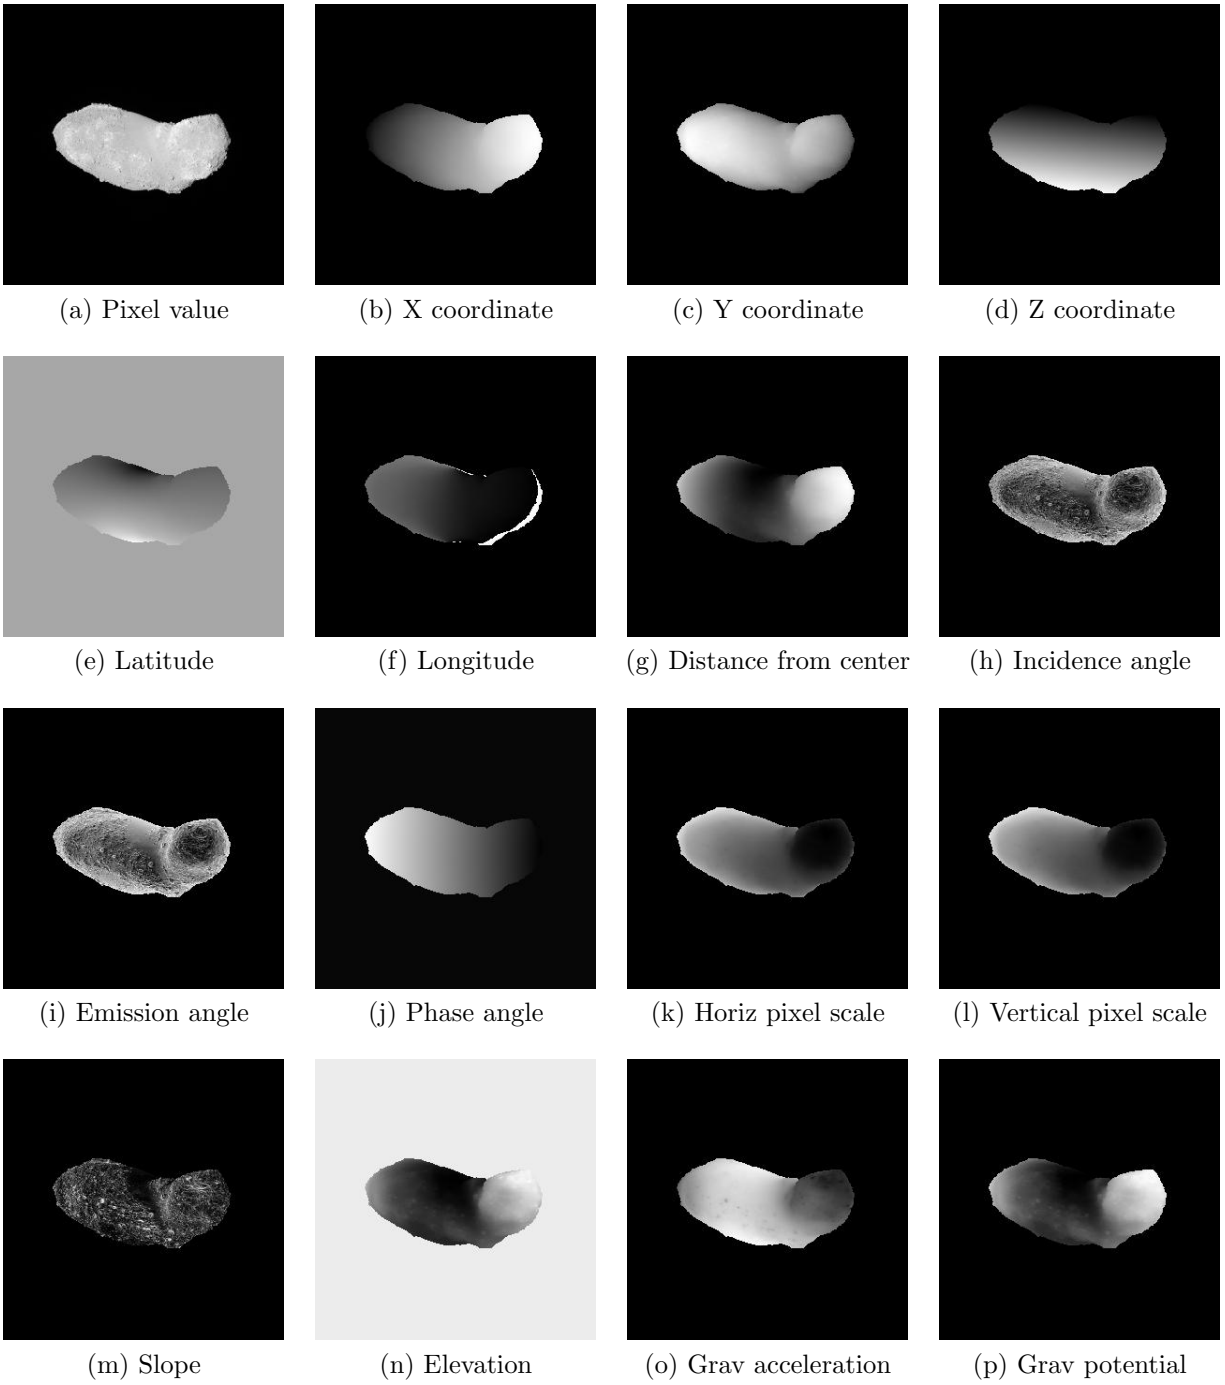 (a) Pixel value
(b) X coordinate
(c) Y coordinate
(d) Z coordinate
(e) Latitude
(f) Longitude
(g) Distance from center
(h) Incidence angle
(i) Emission angle
(j) Phase angle
(k) Horiz pixel scale
(l) Vertical pixel scale
(m) Slope
(n) Elevation
(o) Grav acceleration
(p) Grav potential